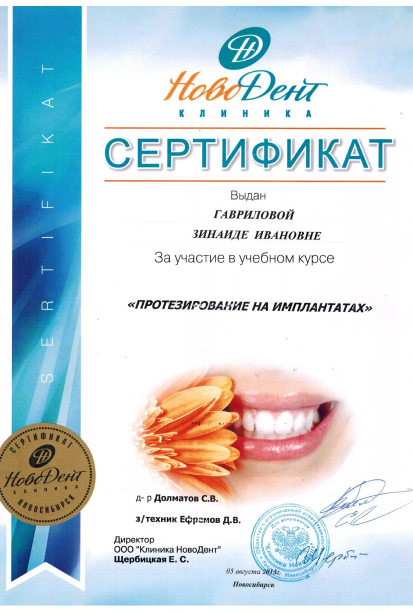 НовоДент
КЛИНИКА
СЕРТИФИКАТ
Выдан
ГАВРИЛОВОЙ
ЗИНАИДЕ ИВАНОВНЕ
За участие в учебном курсе
«ПРОТЕЗИРОВАНИЕ НА ИМПЛАНТАТАХ»
SERTIFIKAT
СЕРТИФИКАТ
НовоДент
КЛИНИКА
НОВОСИБИРСК
д-р Долматов С.В.
з/техник Ефремов Д.В.
Директор
ООО "Клиника НовоДент"
Щербицкая Е. С.
05 августа 2013г.
Новосибирск